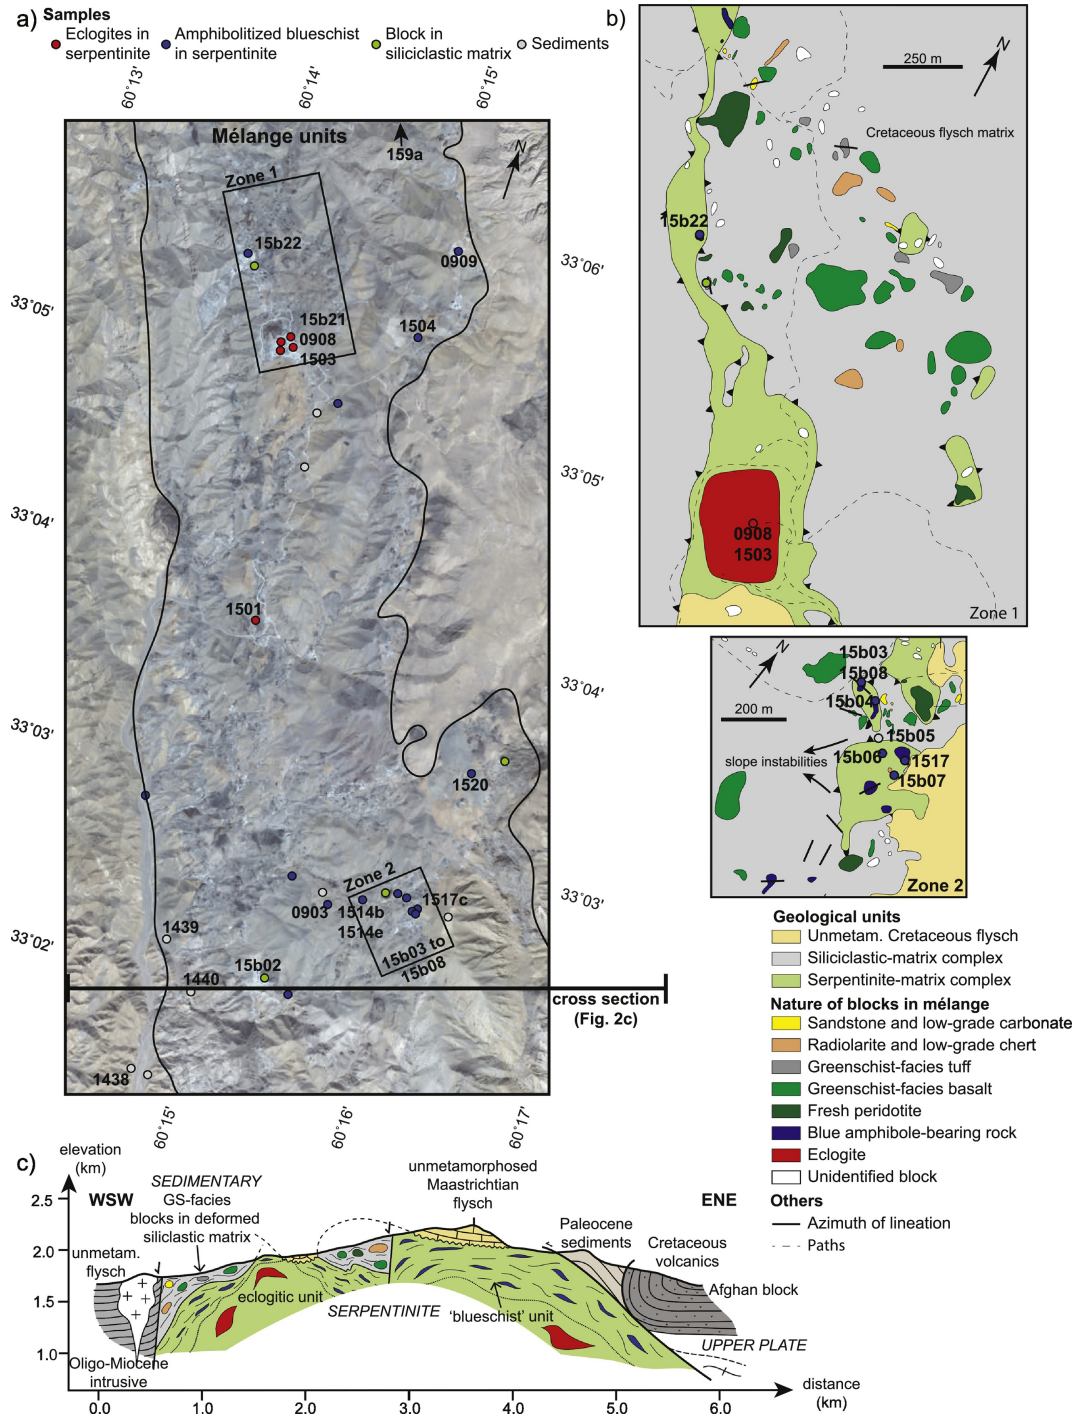 a)
Samples
Eclogites in
serpentinite
Amphibolitized blueschist
in serpentinite
Block in
siliciclastic matrix
Sediments
60°13'
60°14'
60°15'
Mélange units
159a
N
Zone 1
15b22
0909
33°06'
33°05'
15b21
0908
1503
1504
33°05'
33°04'
1501
33°04'
33°03'
1520
Zone 2
0903
1514b
1514e
1517c
33°03'
15b03 to
15b08
1439
33°02'
15b02
1440
cross section
(Fig. 2c)
1438
60°15'
60°16'
60°17'
b)
250 m
N
Cretaceous flysch matrix
15b22
0908
1503
Zone 1
N
200 m
15b03
15b08
15b04
15b05
15b06
1517
15b07
slope instabilities
Zone 2
Geological units
Unmetam. Cretaceous flysch
Siliciclastic-matrix complex
Serpentinite-matrix complex
Nature of blocks in mélange
Sandstone and low-grade carbonate
Radiolarite and low-grade chert
Greenschist-facies tuff
Greenschist-facies basalt
Fresh peridotite
Blue amphibole-bearing rock
Eclogite
Unidentified block
Others
Azimuth of lineation
Paths
c)
elevation
(km)
2.5
2.0
1.5
1.0
WSW
ENE
SEDIMENTARY
GS-facies
blocks in deformed
siliclastic matrix
unmetam.
flysch
unmetamorphosed
Maastrichtian
flysch
Paleocene
sediments
Cretaceous
volcanics
Afghan block
eclogitic unit
SERPENTINITE
'blueschist' unit
UPPER PLATE
Oligo-Miocene
intrusive
distance
(km)
0.0
1.0
2.0
3.0
4.0
5.0
6.0